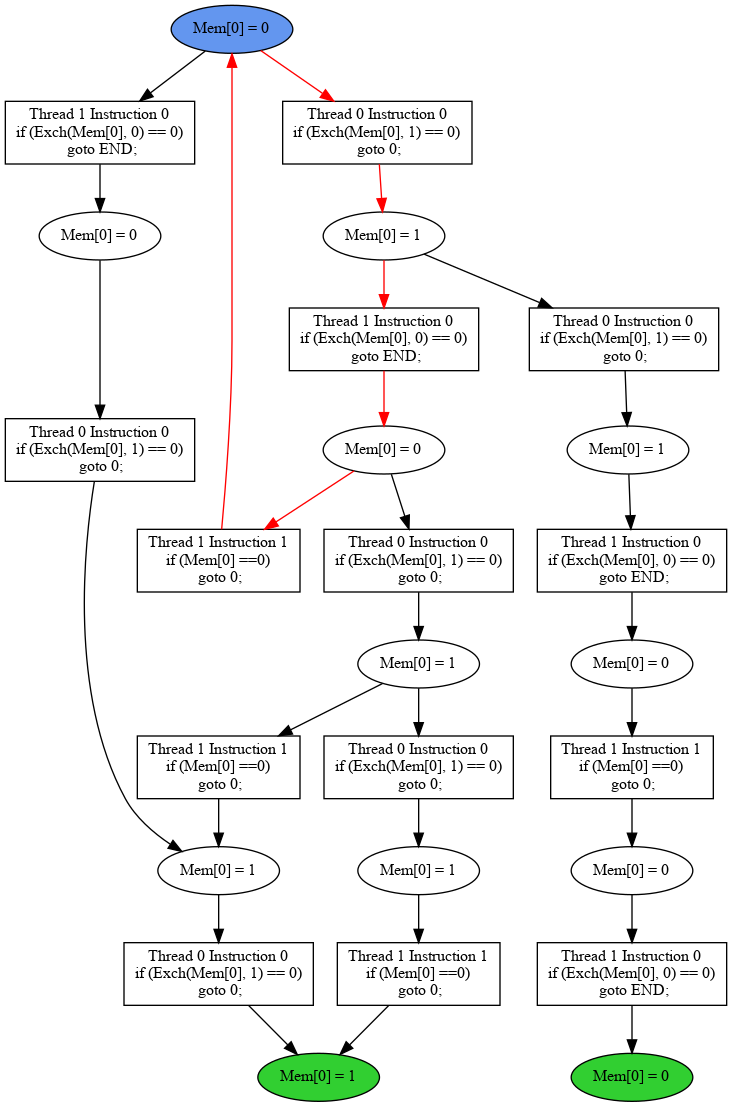 Mem[0] = 0
Thread 1 Instruction 0
if (Exch(Mem[0], 0) == 0)
goto END;
Thread 0 Instruction 0
if (Exch(Mem[0], 1) == 0)
goto 0;
Mem[0] = 0
Mem[0] = 1
Thread 1 Instruction 0
if (Exch(Mem[0], 0) == 0)
goto END;
Thread 0 Instruction 0
if (Exch(Mem[0], 1) == 0)
goto 0;
Thread 0 Instruction 0
if (Exch(Mem[0], 1) == 0)
goto 0;
Mem[0] = 0
Mem[0] = 1
Thread 1 Instruction 1
if (Mem[0] ==0)
goto 0;
Thread 0 Instruction 0
if (Exch(Mem[0], 1) == 0)
goto 0;
Thread 1 Instruction 0
if (Exch(Mem[0], 0) == 0)
goto END;
Mem[0] = 1
Mem[0] = 0
Thread 1 Instruction 1
if (Mem[0] ==0)
goto 0;
Thread 0 Instruction 0
if (Exch(Mem[0], 1) == 0)
goto 0;
Thread 1 Instruction 1
if (Mem[0] ==0)
goto 0;
Mem[0] = 1
Mem[0] = 1
Mem[0] = 0
Thread 0 Instruction 0
if (Exch(Mem[0], 1) == 0)
goto 0;
Thread 1 Instruction 1
if (Mem[0] ==0)
goto 0;
Thread 1 Instruction 0
if (Exch(Mem[0], 0) == 0)
goto END;
Mem[0] = 1
Mem[0] = 0